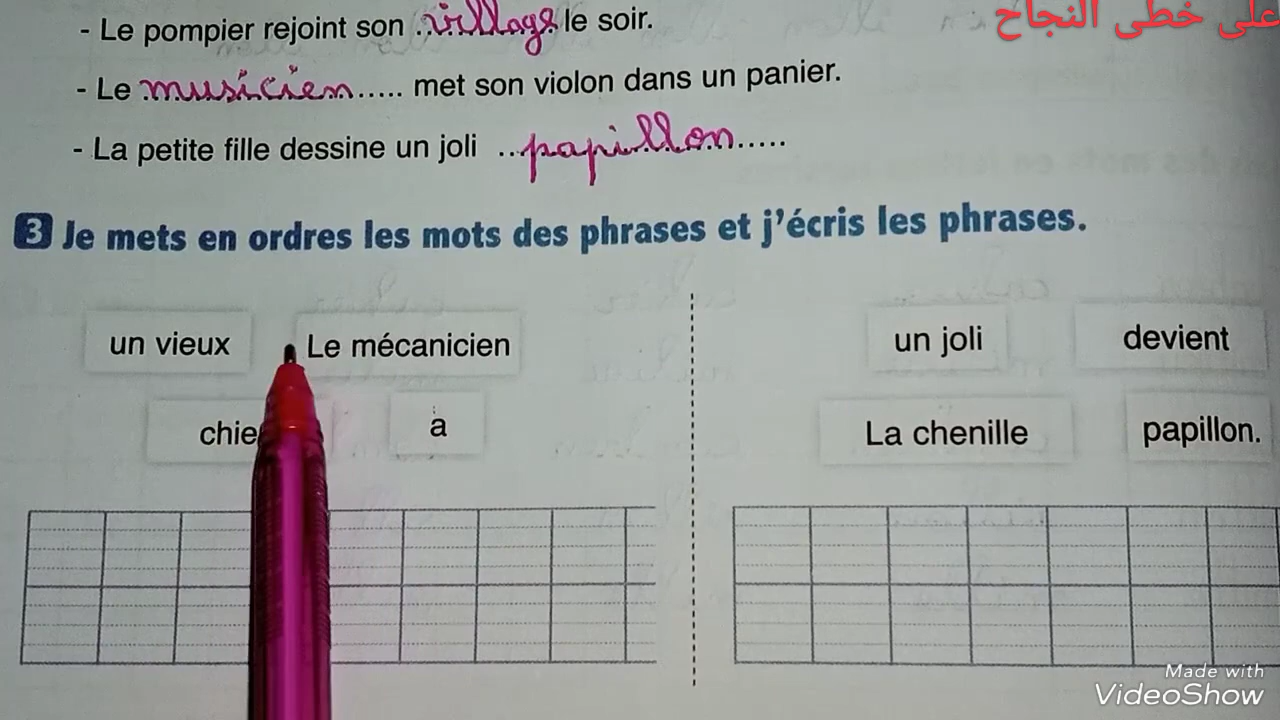 على خطى النجاح
- Le pompier rejoint son ..village le soir.
- Le musicien..... met son violon dans un panier.
- La petite fille dessine un joli ...papillon.....
3 Je mets en ordres les mots des phrases et j'écris les phrases.
un vieux Le mécanicien
a
un joli devient
La chenille papillon.
Made with
VideoShow